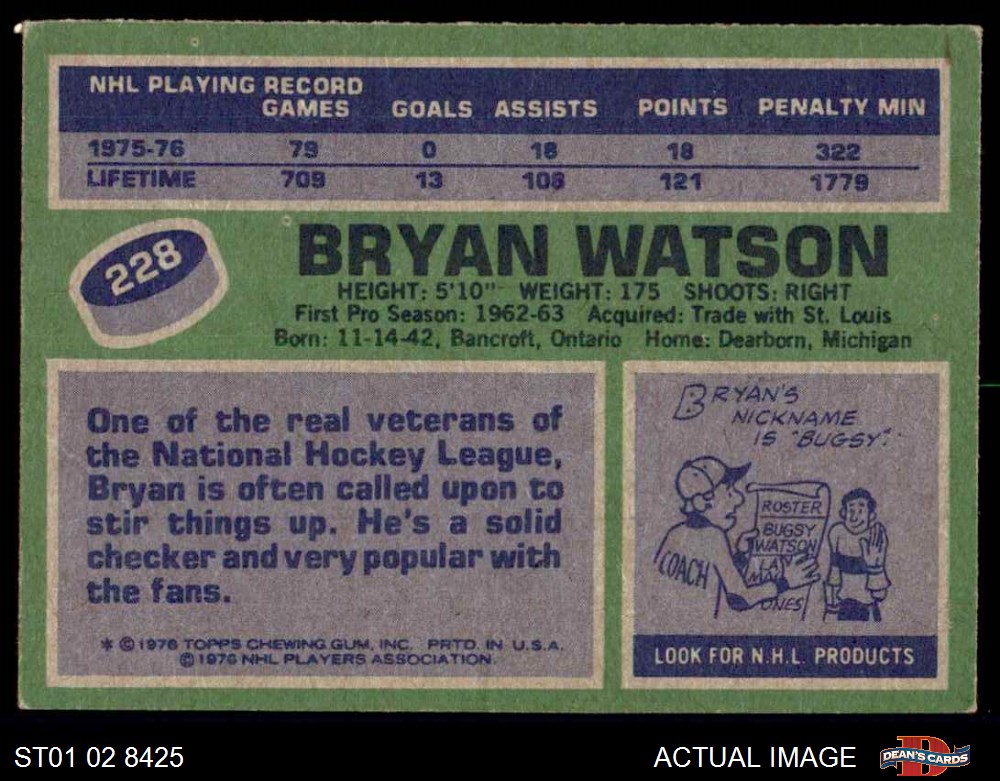 NHL PLAYING RECORD
GAMES GOALS ASSISTS POINTS PENALTY MIN
1975-76 79 0 18 18 322
LIFETIME 709 13 108 121 1779
228
BRYAN WATSON
HEIGHT: 5'10" WEIGHT: 175 SHOOTS: RIGHT
First Pro Season: 1962-63 Acquired: Trade with St. Louis
Born: 11-14-42, Bancroft, Ontario Home: Dearborn, Michigan
One of the real veterans of
the National Hockey League,
Bryan is often called upon to
stir things up. He's a solid
checker and very popular with
the fans.
* © 1976 TOPPS CHEWING GUM, INC. PRTD. IN U.S.A.
© 1976 NHL PLAYERS ASSOCIATION.
BRYAN'S
NICKNAME
IS "BUGSY".
ROSTER
BUGSY
WATSON
COACH
ONES
LOOK FOR N.H.L. PRODUCTS
ST01 02 8425
ACTUAL IMAGE
DEAN'S CARDS